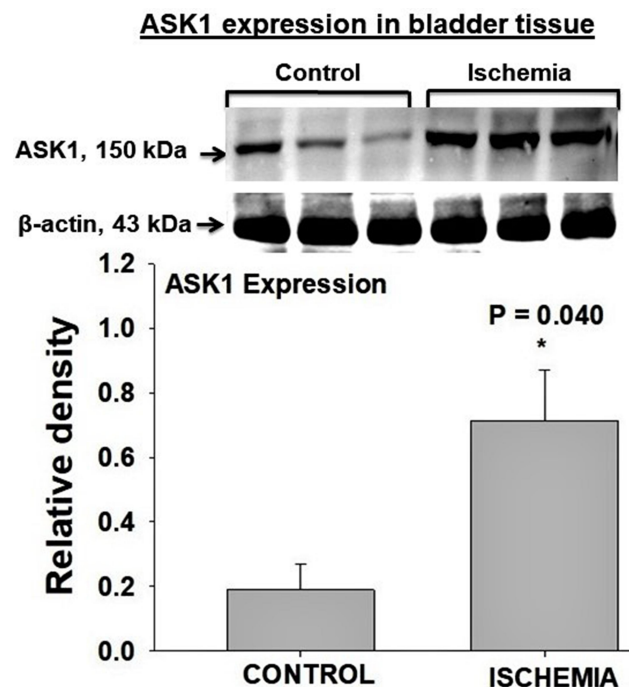 ASK1 expression in bladder tissue
Control Ischemia
ASK1, 150 kDa
β-actin, 43 kDa
1.2
ASK1 Expression
1.0
P = 0.040
*
0.8
0.6
0.4
0.2
0.0
Relative density
CONTROL ISCHEMIA